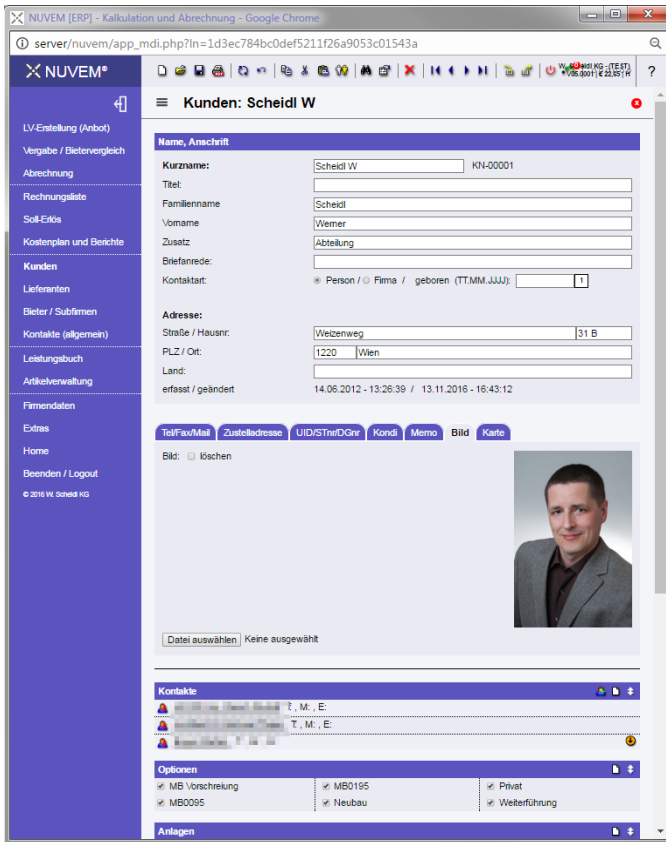 NUVEM [ERP] - Kalkulation und Abrechnung - Google Chrome
server/nuvem/app_mdi.php?ln=1d3ec784bc0def5211f26a9053c01543a
NUVEM®
?
Kunden: Scheidl W
LV-Erstellung (Anbot)
Vergabe / Bietervergleich
Abrechnung
Rechnungsliste
Soll-Erlös
Kostenplan und Berichte
Kunden
Lieferanten
Bieter / Subfirmen
Kontakte (allgemein)
Leistungsbuch
Artikelverwaltung
Firmendaten
Extras
Home
Beenden / Logout
© 2016 W. Scheidl KG
Name, Anschrift
Kurzname: Scheidl W KN-00001
Titel:
Familienname Scheidl
Vorname Werner
Zusatz Abteilung
Briefanrede:
Kontaktart: Person / Firma / geboren (TT.MM.JJJJ): 1
Adresse:
Straße / Hausnr: Weizenweg 31 B
PLZ / Ort: 1220 Wien
Land:
erfasst / geändert 14.06.2012 - 13:26:39 / 13.11.2016 - 16:43:12
Tel/Fax/Mail Zustelladresse UID/STnr/DGnr Kondi Memo Bild Karte
Bild: löschen
Datei auswählen Keine ausgewählt
Kontakte
, M: , E:
, M: , E:
Optionen
MB Vorschreibung MB0195 Privat
MB0095 Neubau Weiterführung
Anlagen